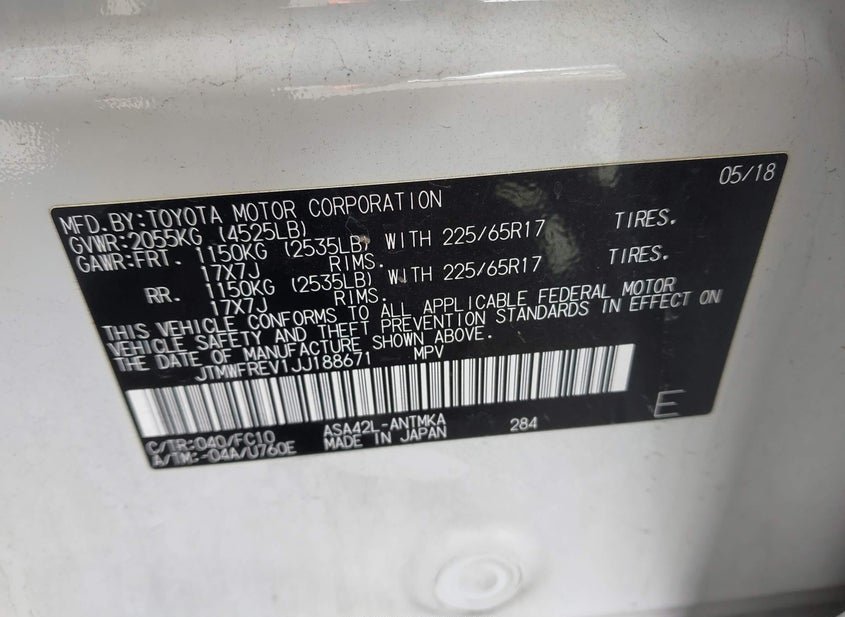 05/18
MFD.BY:TOYOTA MOTOR CORPORATION
GVWR:2055KG (4525LB)
GAWR:FRT. 1150KG (2535LB) WITH 225/65R17 TIRES.
17X7J RIMS.
RR. 1150KG (2535LB) WITH 225/65R17 TIRES.
17X7J RIMS.
THIS VEHICLE CONFORMS TO ALL APPLICABLE FEDERAL MOTOR
VEHICLE SAFETY AND THEFT PREVENTION STANDARDS IN EFFECT ON
THE DATE OF MANUFACTURE SHOWN ABOVE.
JTMWFREV1JJ188671 MPV
C/TR:040/FC10 ASA42L-ANTMKA 284 E
A/TM:-04A/U760E MADE IN JAPAN